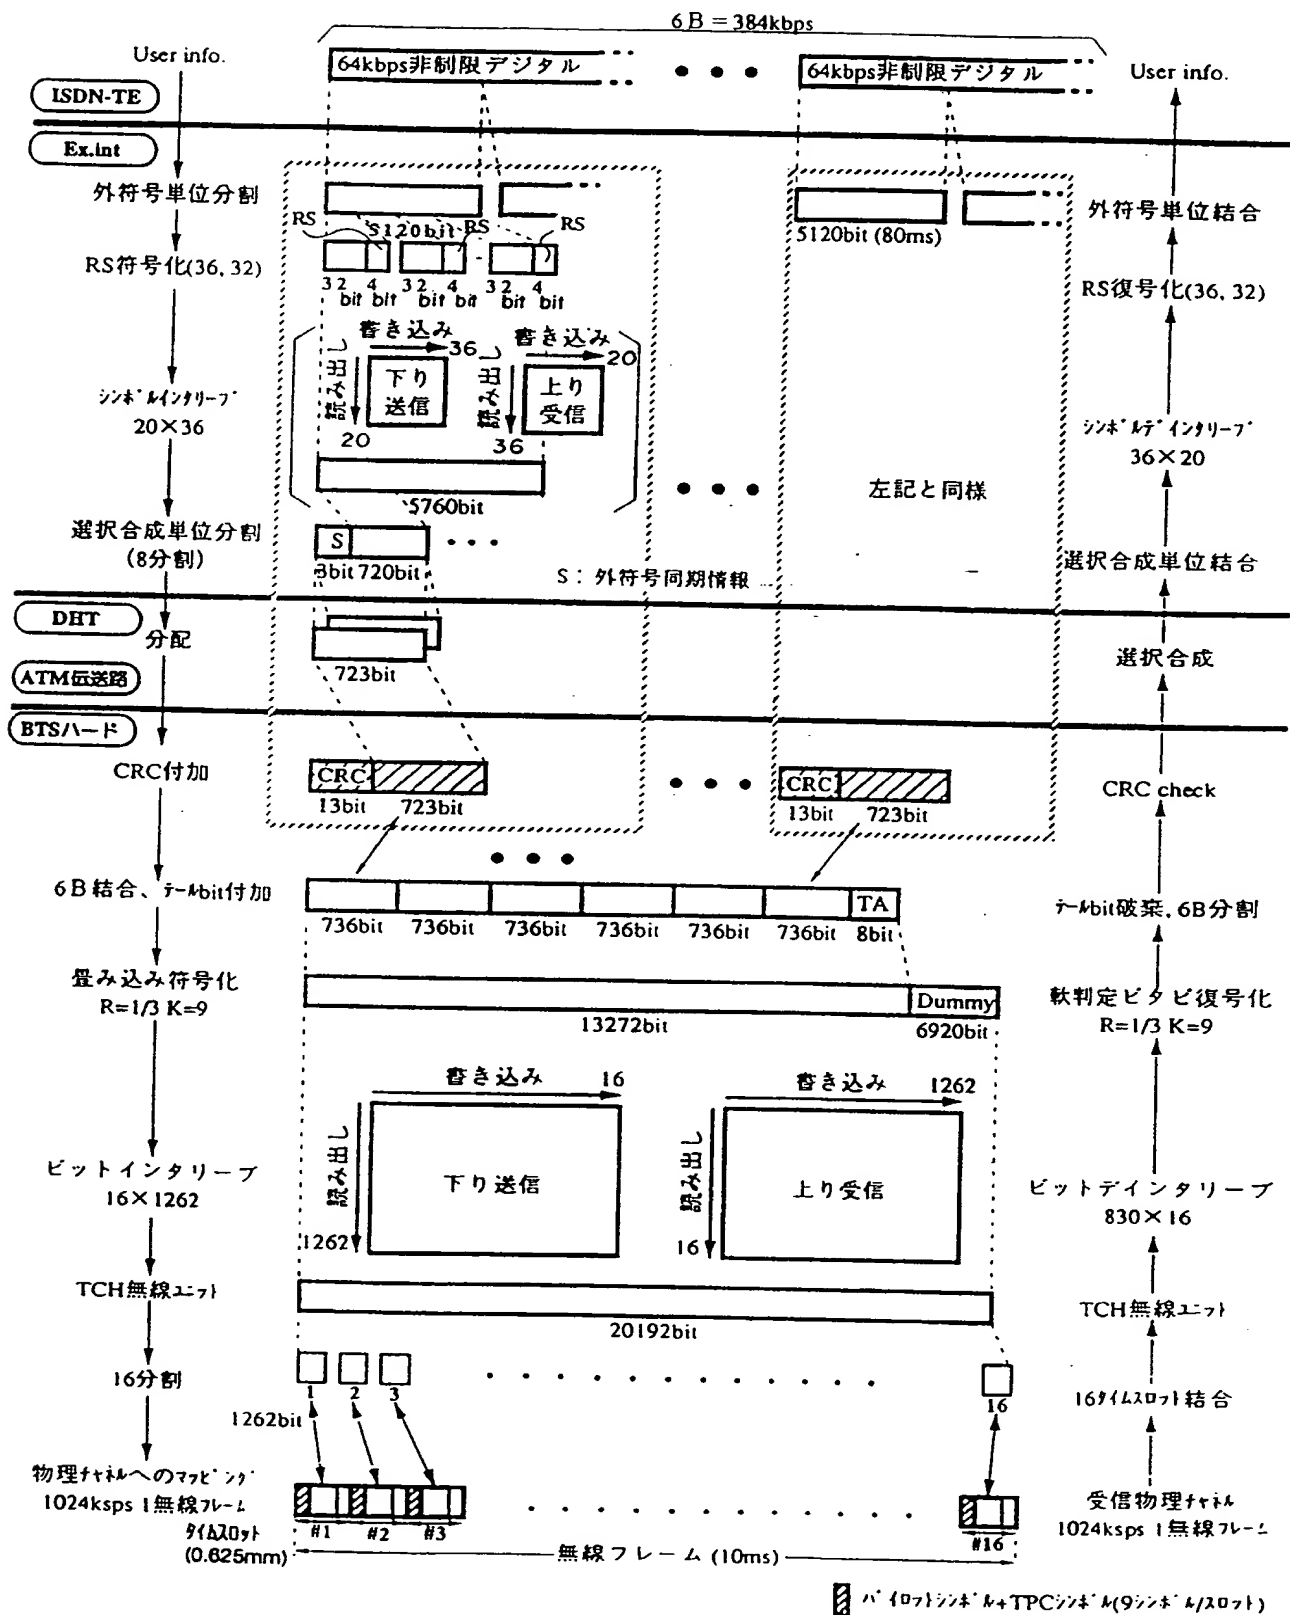 6B＝384kbps
User info.
64kbps非制限デジタル
64kbps非制限デジタル
User info.
ISDN-TE
Ex.int
外符号単位分割
5120bit
5120bit (80ms)
外符号単位結合
RS
RS
RS
RS符号化(36, 32)
32bit 4bit 32bit 4bit 32bit 4bit
RS復号化(36, 32)
書き込み 36
読み出し
20
下り
送信
書き込み 20
読み出し
36
上り
受信
シンボルインタリーブ
20×36
シンボルデインタリーブ
36×20
5760bit
左記と同様
選択合成単位分割
(8分割)
S
3bit 720bit
S：外符号同期情報
選択合成単位結合
DHT
分配
723bit
選択合成
ATM伝送路
BTSハード
CRC付加
CRC
13bit 723bit
CRC
13bit 723bit
CRC check
6B結合、テールbit付加
TA
736bit 736bit 736bit 736bit 736bit 736bit 8bit
テールbit破棄, 6B分割
畳み込み符号化
R=1/3 K=9
Dummy
13272bit 6920bit
軟判定ビタビ復号化
R=1/3 K=9
書き込み 16
読み出し
1262
下り送信
書き込み 1262
読み出し
16
上り受信
ビットインタリーブ
16×1262
ビットデインタリーブ
830×16
TCH無線ユニット
20192bit
TCH無線ユニット
16分割
1 2 3 16
1262bit
16タイムスロット結合
物理チャネルへのマッピング
1024ksps 1無線フレーム
タイムスロット
(0.625mm)
#1 #2 #3 #16
無線フレーム (10ms)
受信物理チャネル
1024ksps 1無線フレーム
パイロットシンボル+TPCシンボル(9シンボル/スロット)